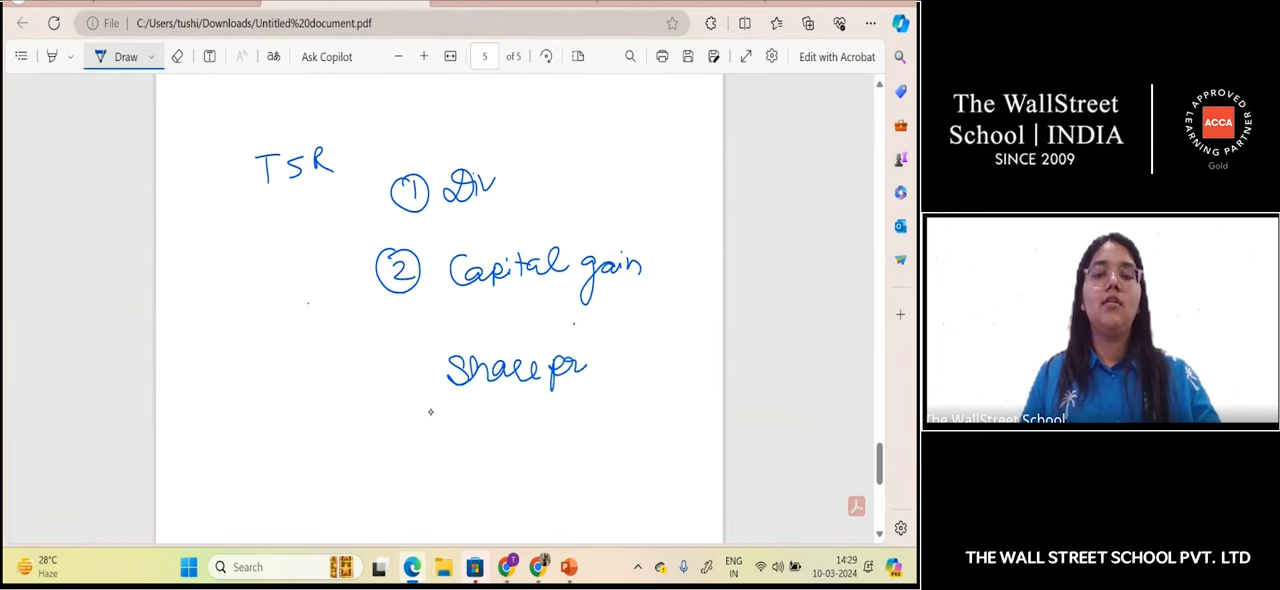 File
C:/Users/tushi/Downloads/Untitled%20document.pdf
Draw
aあ
Ask Copilot
5
of 5
Edit with Acrobat
TSR
① Div
② Capital gain
Share pr
The WallStreet
School | INDIA
SINCE 2009
APPROVED
LEARNING PARTNER
ACCA
Gold
The WallStreet School
THE WALL STREET SCHOOL PVT. LTD
28°C
Haze
Search
ENG
IN
14:29
10-03-2024